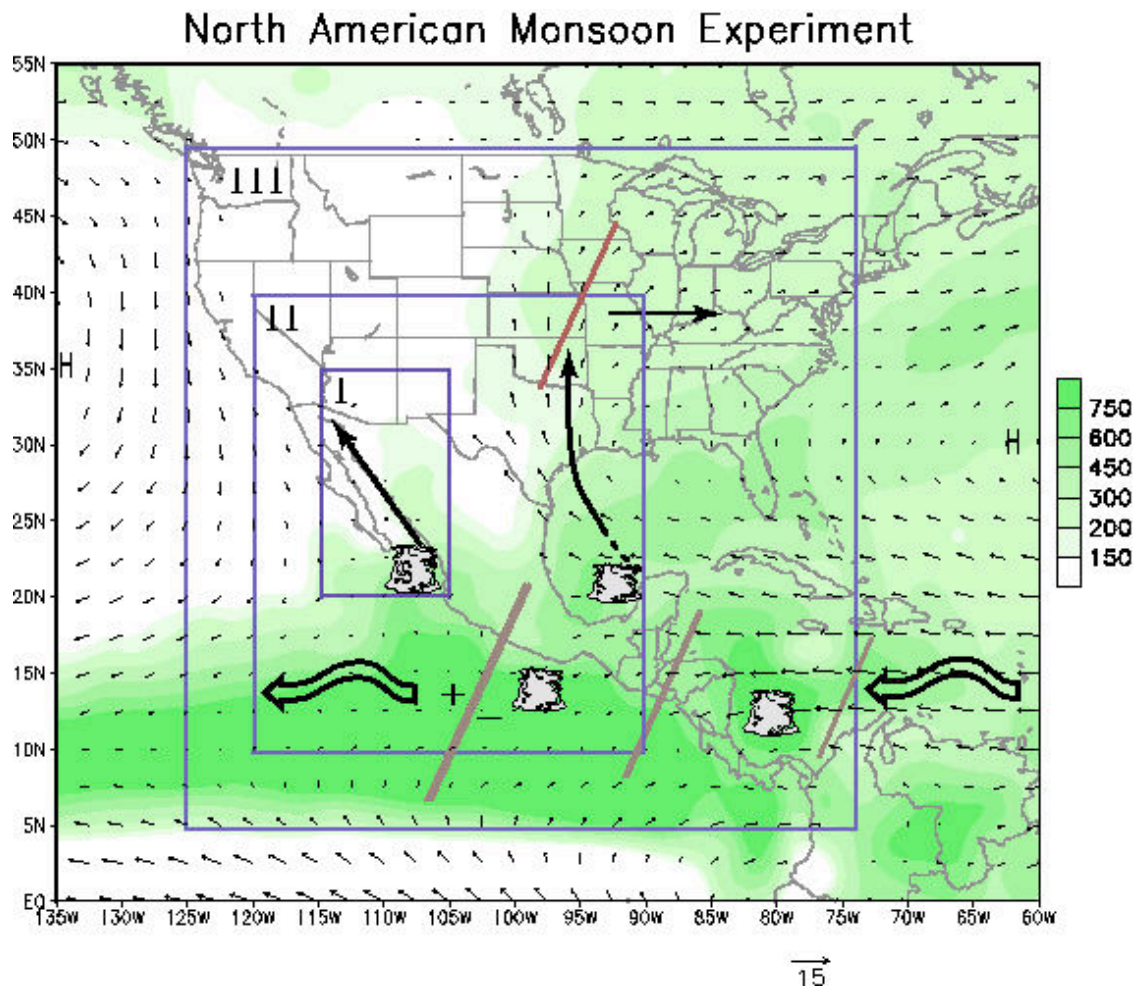 North American Monsoon Experiment
55N
50N
III
45N
40N
II
H
35N
I
750
600
H
30N
450
300
25N
200
150
S
20N
15N
+
–
10N
5N
EQ
135W 130W 125W 120W 115W 110W 105W 100W 95W 90W 85W 80W 75W 70W 65W 60W
15